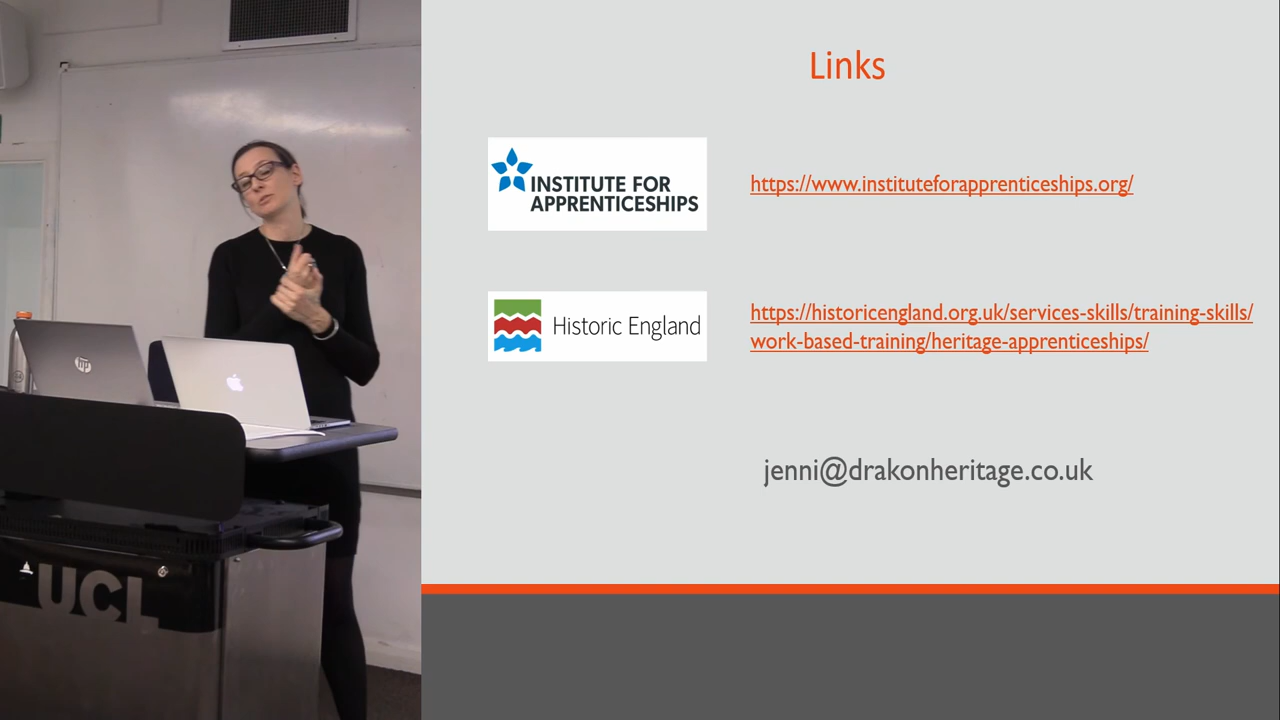 Links
INSTITUTE FOR
APPRENTICESHIPS
https://www.instituteforapprenticeships.org/
Historic England
https://historicengland.org.uk/services-skills/training-skills/
work-based-training/heritage-apprenticeships/
jenni@drakonheritage.co.uk
hp
UCL